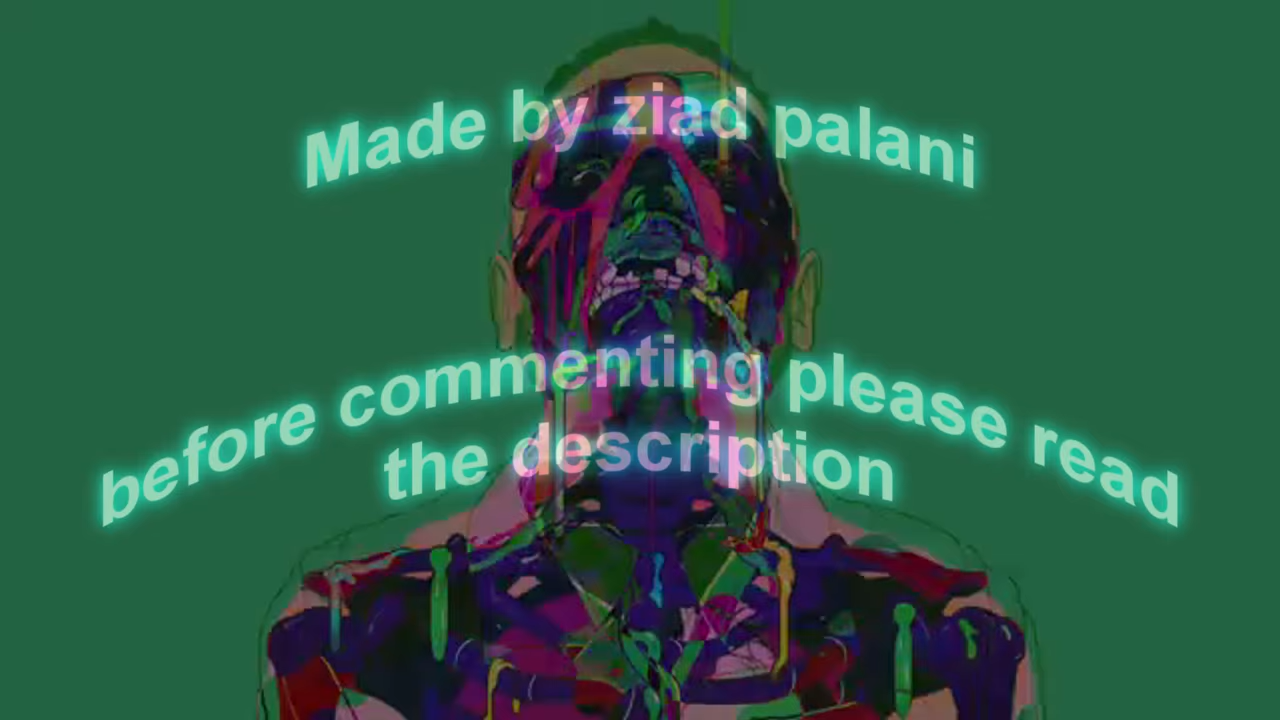 Made by ziad palani
before commenting please read
the description